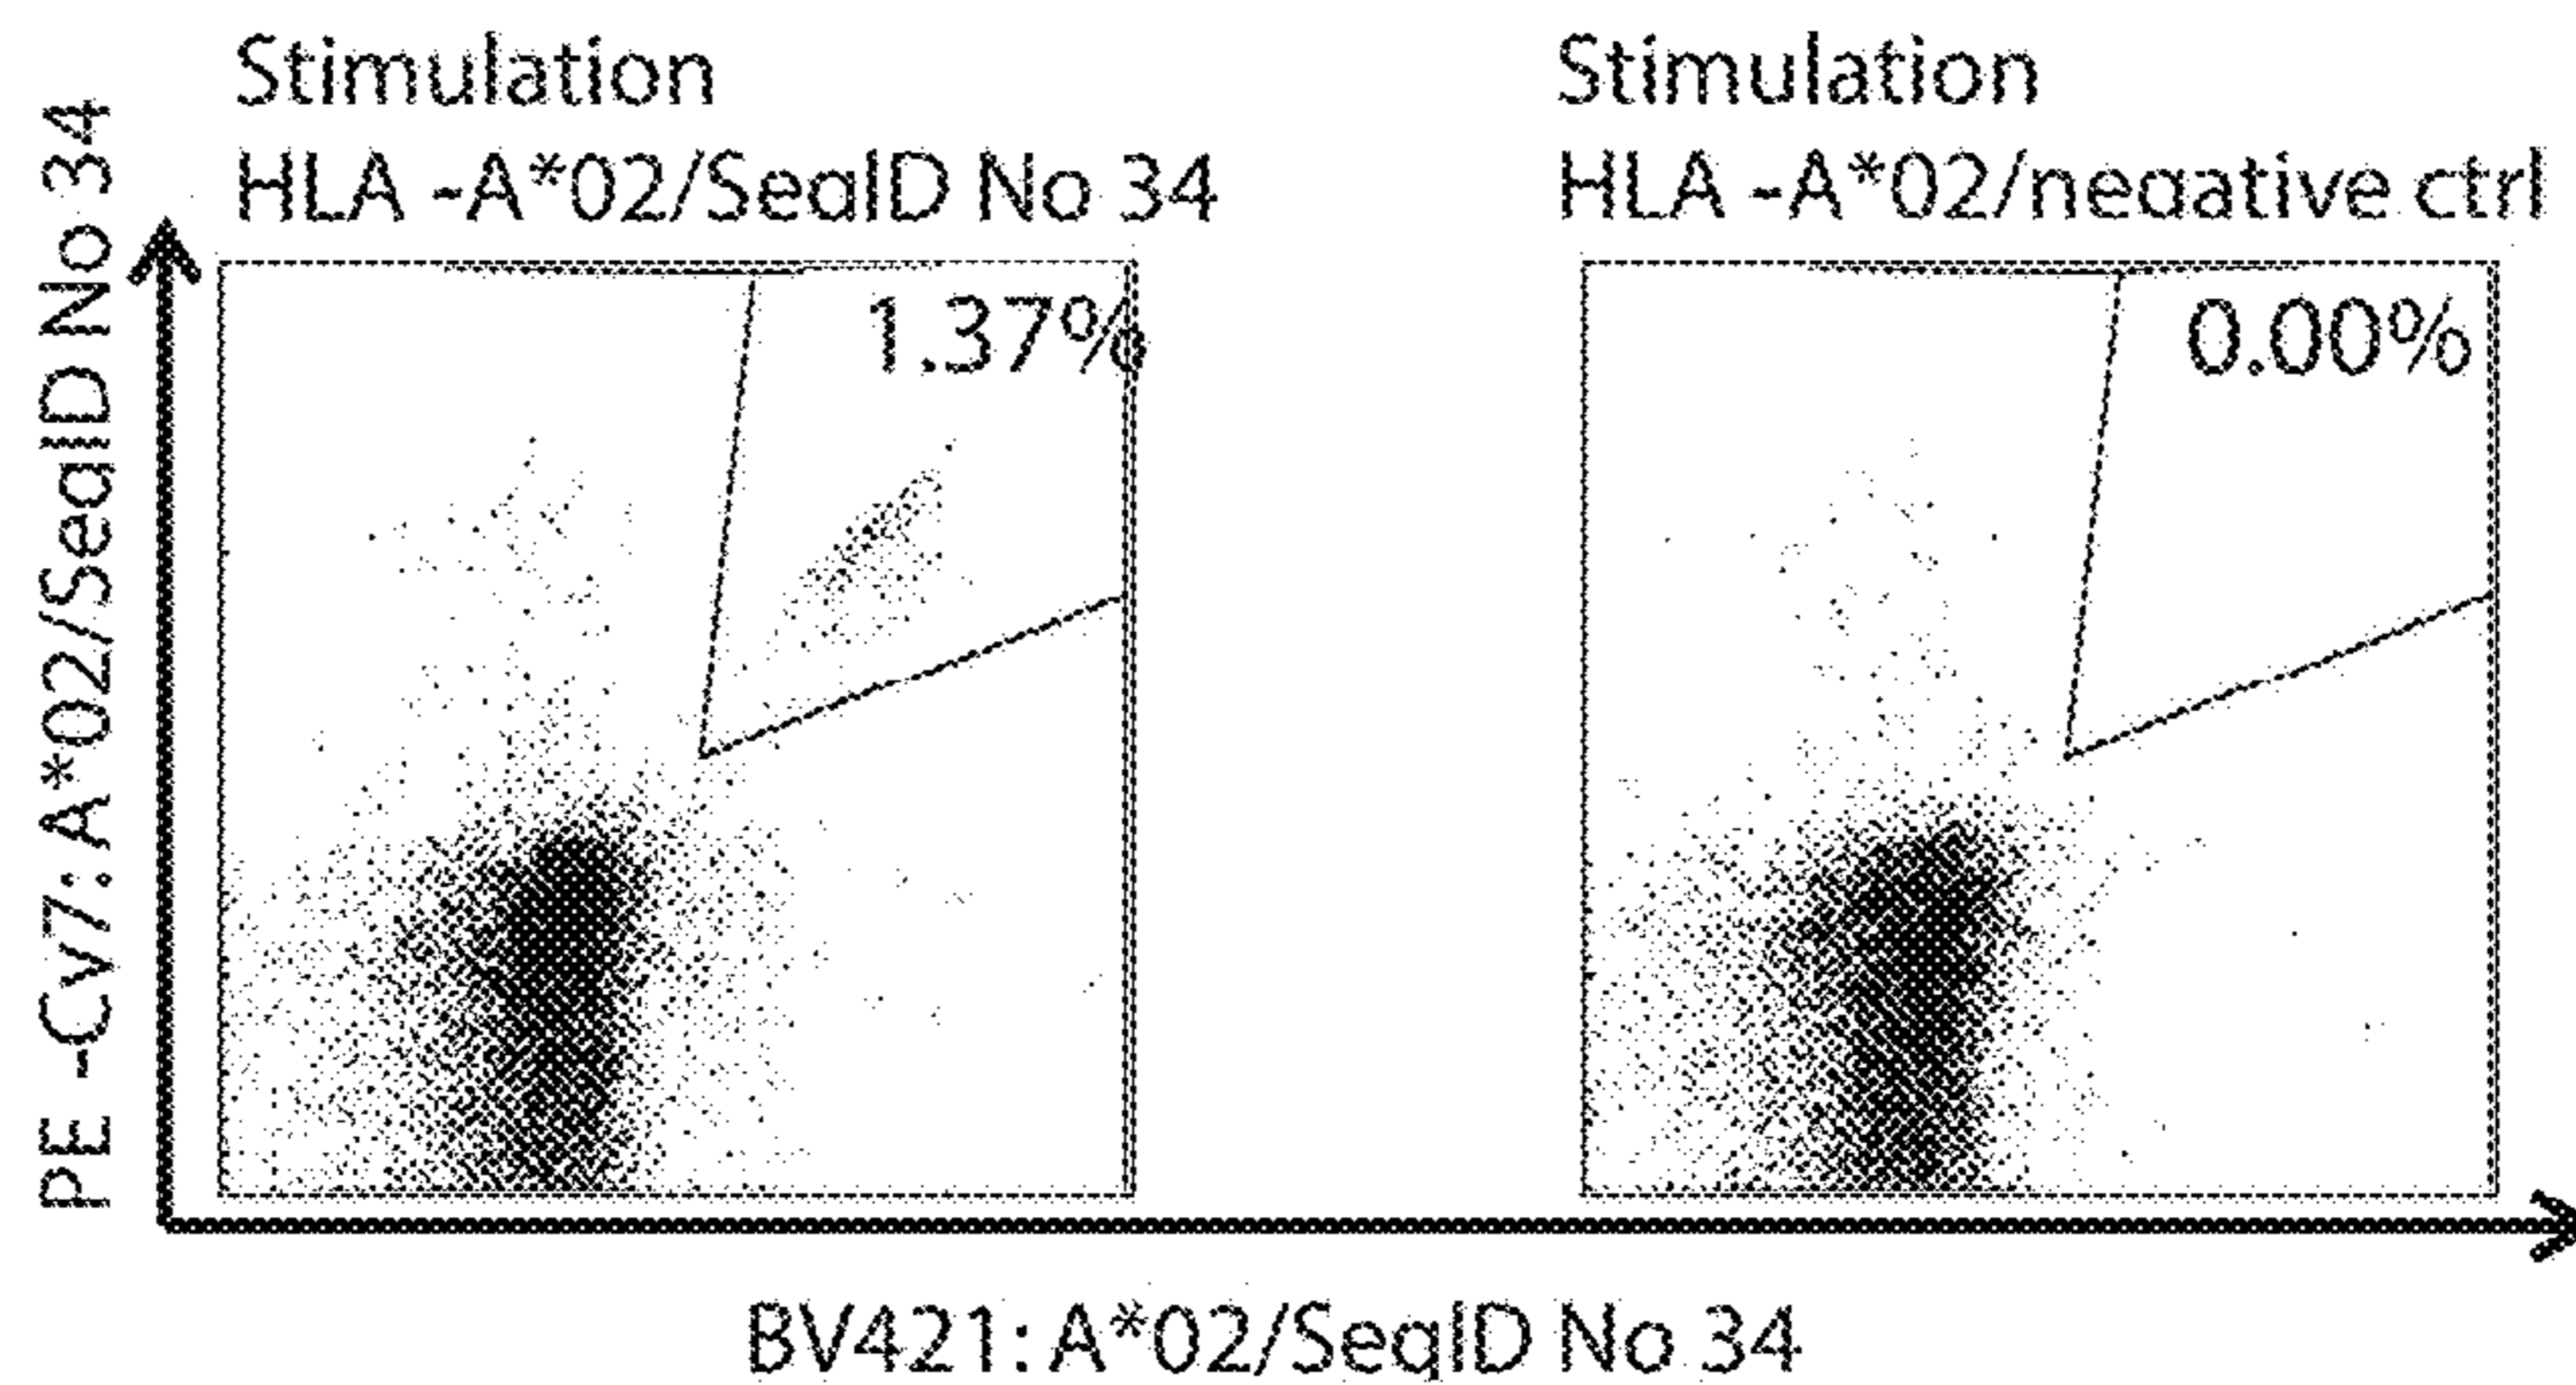 Stimulation
HLA -A*02/SeqID No 34
Stimulation
HLA -A*02/negative ctrl
PE -Cy7: A*02/SeqID No 34
1.37%
0.00%
BV421: A*02/SeqID No 34